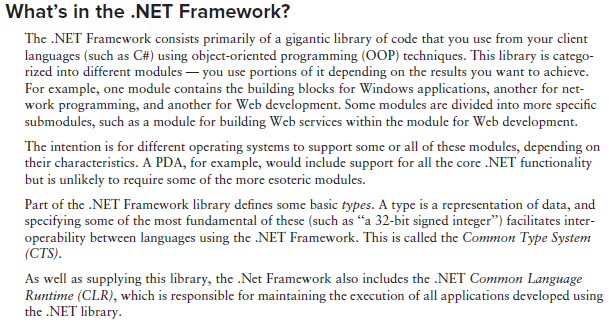 What's in the .NET Framework?
The .NET Framework consists primarily of a gigantic library of code that you use from your client
languages (such as C#) using object-oriented programming (OOP) techniques. This library is catego-
rized into different modules — you use portions of it depending on the results you want to achieve.
For example, one module contains the building blocks for Windows applications, another for net-
work programming, and another for Web development. Some modules are divided into more specific
submodules, such as a module for building Web services within the module for Web development.
The intention is for different operating systems to support some or all of these modules, depending on
their characteristics. A PDA, for example, would include support for all the core .NET functionality
but is unlikely to require some of the more esoteric modules.
Part of the .NET Framework library defines some basic types. A type is a representation of data, and
specifying some of the most fundamental of these (such as “a 32-bit signed integer”) facilitates inter-
operability between languages using the .NET Framework. This is called the Common Type System
(CTS).
As well as supplying this library, the .Net Framework also includes the .NET Common Language
Runtime (CLR), which is responsible for maintaining the execution of all applications developed using
the .NET library.